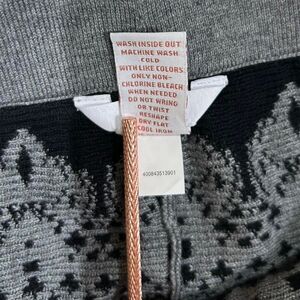 WASH INSIDE OUT
MACHINE WASH
COLD
WITH LIKE COLORS
ONLY NON-
CHLORINE BLEACH
WHEN NEEDED
DO NOT WRING
OR TWIST
RESHAPE
DRY FLAT
COOL IRON
400843513901